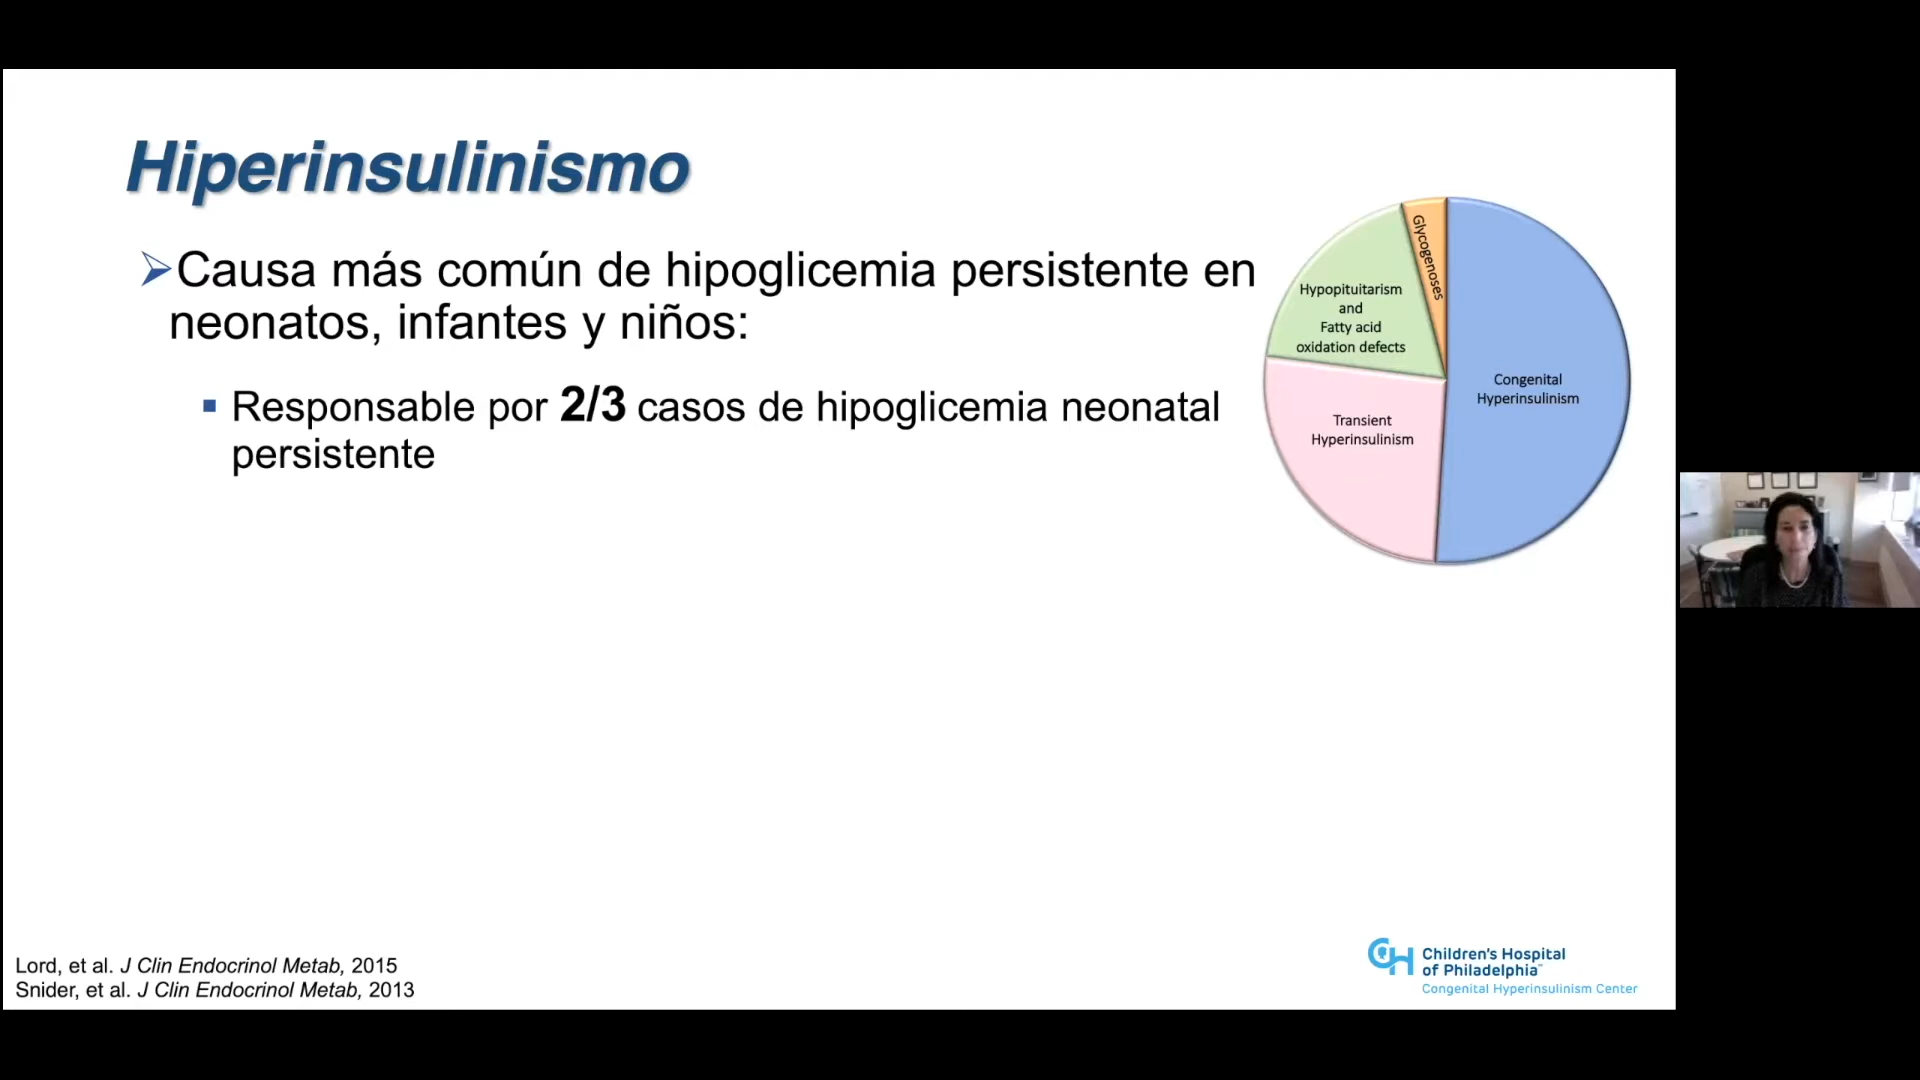 Hiperinsulinismo
Causa más común de hipoglicemia persistente en
neonatos, infantes y niños:
Responsable por 2/3 casos de hipoglicemia neonatal
persistente
Glycogenoses
Hypopituitarism
and
Fatty acid
oxidation defects
Congenital
Hyperinsulinism
Transient
Hyperinsulinism
Lord, et al. J Clin Endocrinol Metab, 2015
Snider, et al. J Clin Endocrinol Metab, 2013
CH
Children's Hospital
of Philadelphia
Congenital Hyperinsulinism Center